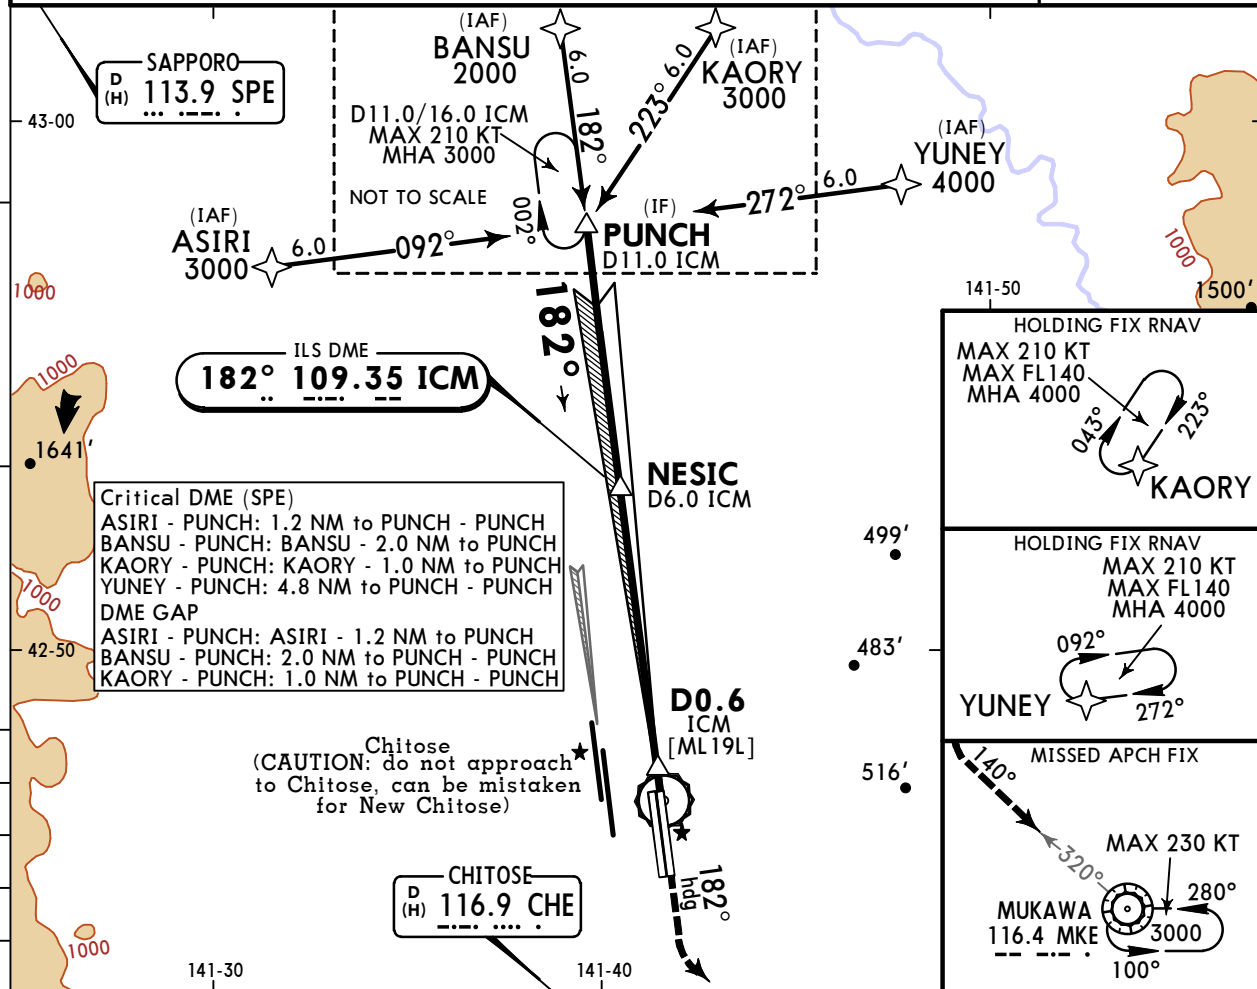 SAPPORO
D
(H) 113.9 SPE
(IAF)
BANSU
2000
6.0
182°
(IAF)
KAORY
3000
6.0
223°
(IAF)
YUNEY
4000
6.0
272°
43-00
D11.0/16.0 ICM
MAX 210 KT
MHA 3000
NOT TO SCALE
002°
(IAF)
ASIRI
3000
6.0
092°
(IF)
PUNCH
D11.0 ICM
1000
1000
141-50
1500'
182°
ILS DME
182° 109.35 ICM
1000
1641'
NESIC
D6.0 ICM
HOLDING FIX RNAV
MAX 210 KT
MAX FL140
MHA 4000
043°
223°
KAORY
Critical DME (SPE)
ASIRI - PUNCH: 1.2 NM to PUNCH - PUNCH
BANSU - PUNCH: BANSU - 2.0 NM to PUNCH
KAORY - PUNCH: KAORY - 1.0 NM to PUNCH
YUNEY - PUNCH: 4.8 NM to PUNCH - PUNCH
DME GAP
ASIRI - PUNCH: ASIRI - 1.2 NM to PUNCH
BANSU - PUNCH: 2.0 NM to PUNCH - PUNCH
KAORY - PUNCH: 1.0 NM to PUNCH - PUNCH
1000
42-50
499'
483'
516'
HOLDING FIX RNAV
MAX 210 KT
MAX FL140
MHA 4000
092°
272°
YUNEY
D0.6
ICM
[ML19L]
Chitose
(CAUTION: do not approach
to Chitose, can be mistaken
for New Chitose)
MISSED APCH FIX
140°
320°
MAX 230 KT
280°
3000
100°
MUKAWA
116.4 MKE
CHITOSE
D
(H) 116.9 CHE
182°
hdg
1000
141-30
141-40